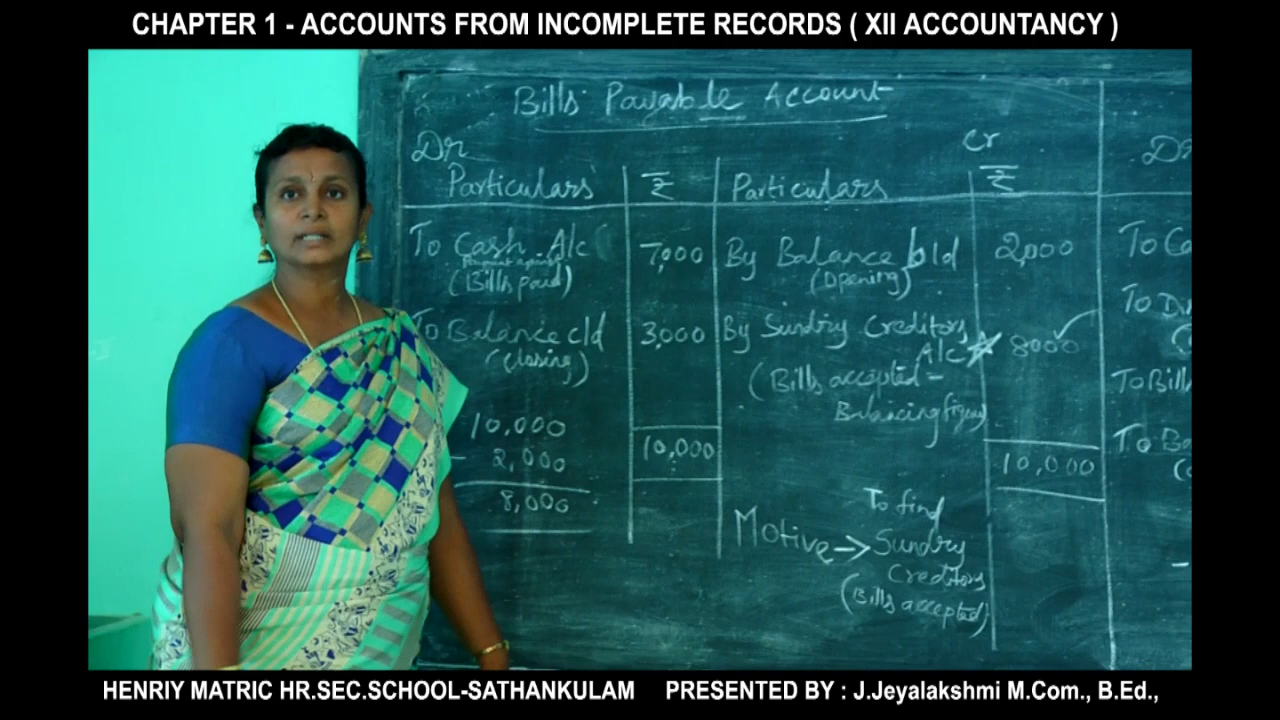 CHAPTER 1 - ACCOUNTS FROM INCOMPLETE RECORDS ( XII ACCOUNTANCY )
Bills Payable Account
Dr
Cr
Particulars ₹ Particulars ₹
To Cash A/c 7,000 By Balance b/d 2,000
(Bills paid) (Opening)
To Balance c/d 3,000 By Sundry Creditors
(closing) A/c 8000
(Bills accepted -
Balancing figure)
10,000
- 2,000
8,000
10,000 10,000
To find
Motive → Sundry
Creditors
(Bills accepted)
Dr
To
To
To Bills
To
HENRIY MATRIC HR.SEC.SCHOOL-SATHANKULAM PRESENTED BY : J.Jeyalakshmi M.Com., B.Ed.,